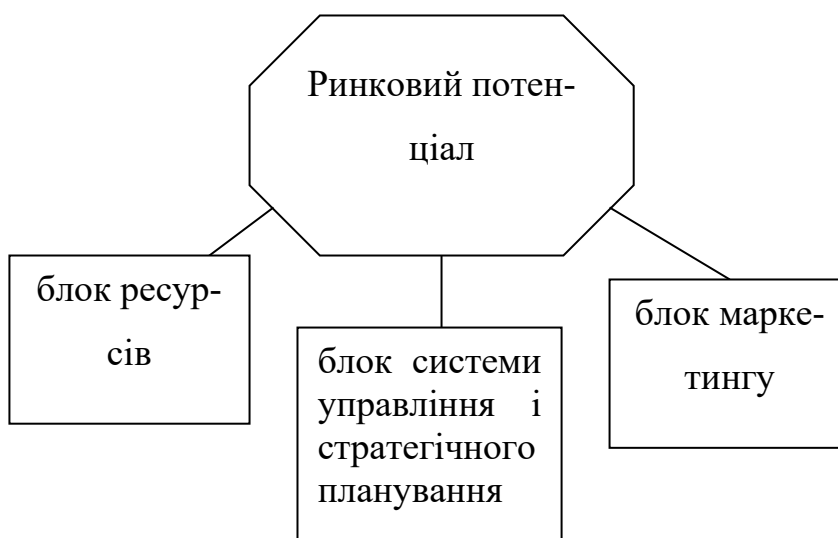 Ринковий потен-
ціал
блок ресур-
сів
блок системи
управління і
стратегічного
планування
блок марке-
тингу